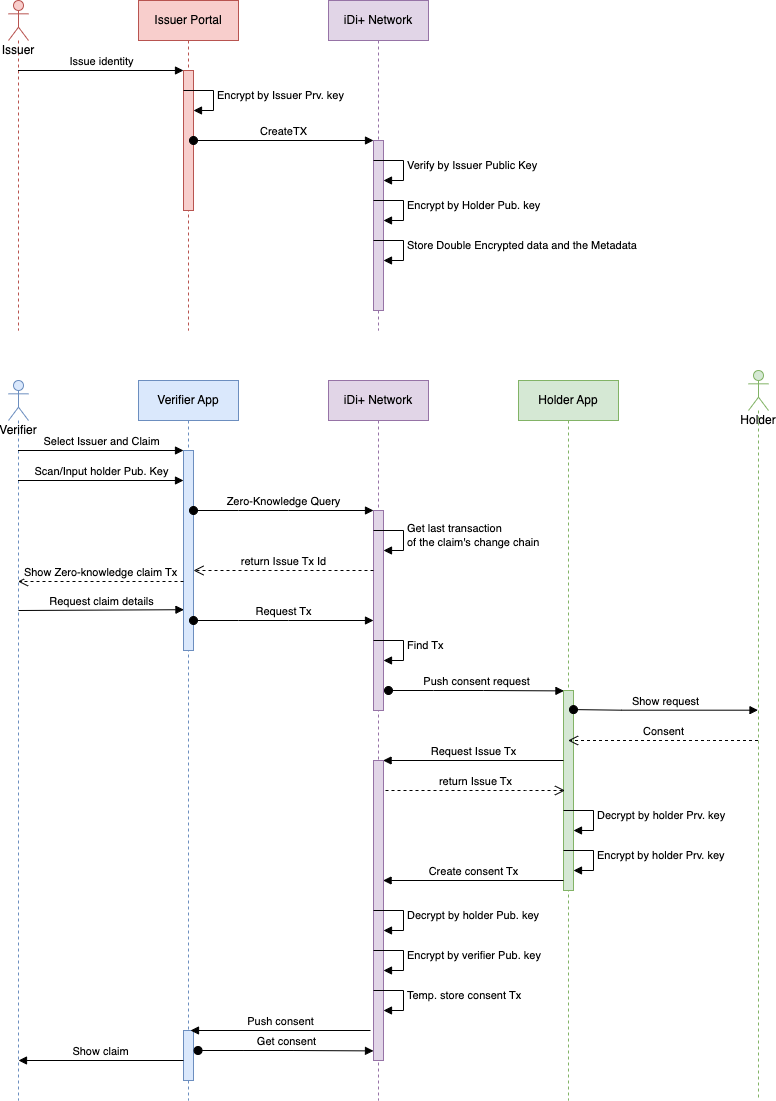 Issuer Portal
iDi+ Network
Issuer
Issue identity
Encrypt by Issuer Prv. key
CreateTX
Verify by Issuer Public Key
Encrypt by Holder Pub. key
Store Double Encrypted data and the Metadata
Verifier App
iDi+ Network
Holder App
Verifier
Holder
Select Issuer and Claim
Scan/Input holder Pub. Key
Zero-Knowledge Query
Get last transaction
of the claim's change chain
return Issue Tx Id
Show Zero-knowledge claim Tx
Request claim details
Request Tx
Find Tx
Push consent request
Show request
Consent
Request Issue Tx
return Issue Tx
Decrypt by holder Prv. key
Encrypt by holder Prv. key
Create consent Tx
Decrypt by holder Pub. key
Encrypt by verifier Pub. key
Temp. store consent Tx
Push consent
Get consent
Show claim